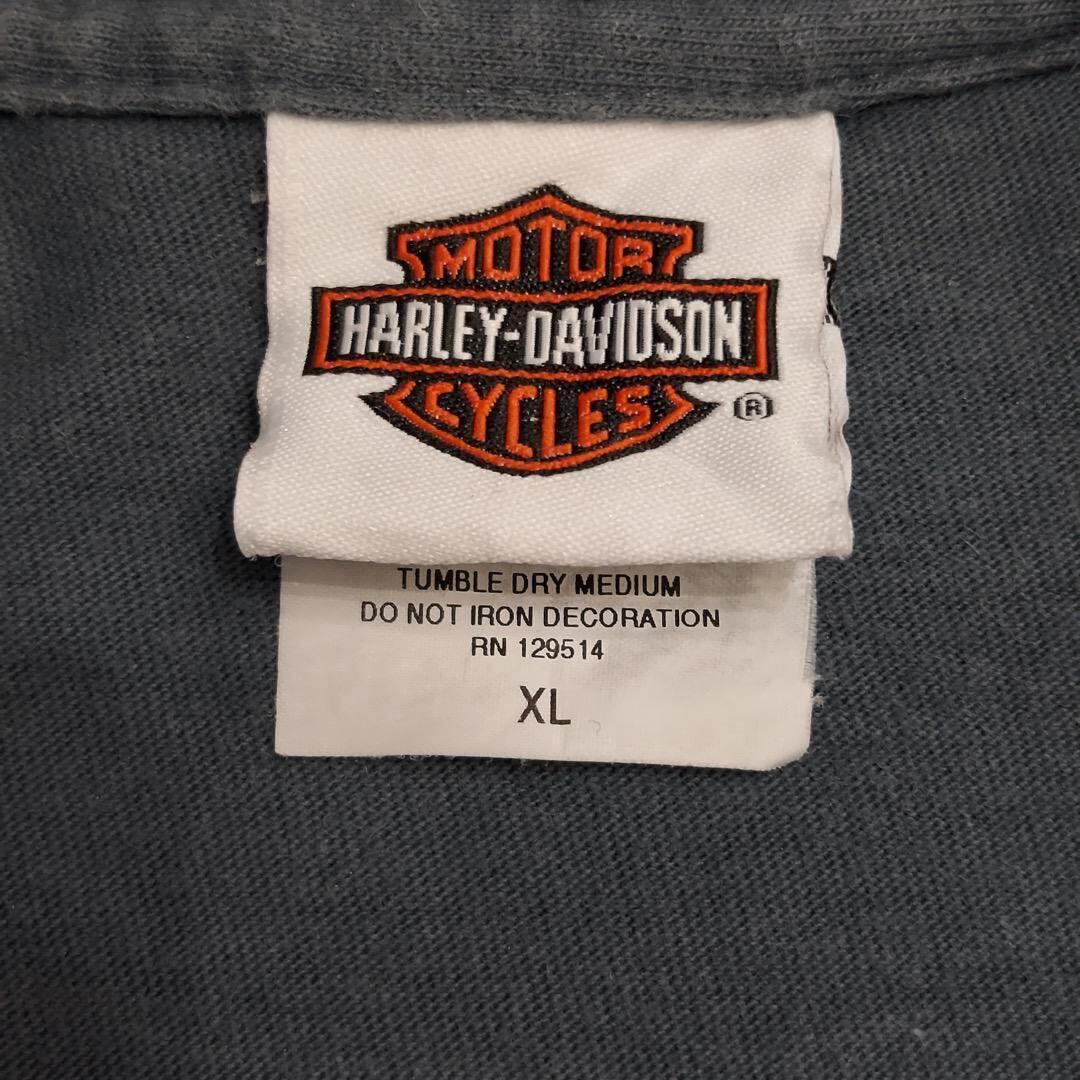 MOTOR
HARLEY-DAVIDSON
CYCLES
®
TUMBLE DRY MEDIUM
DO NOT IRON DECORATION
RN 129514
XL